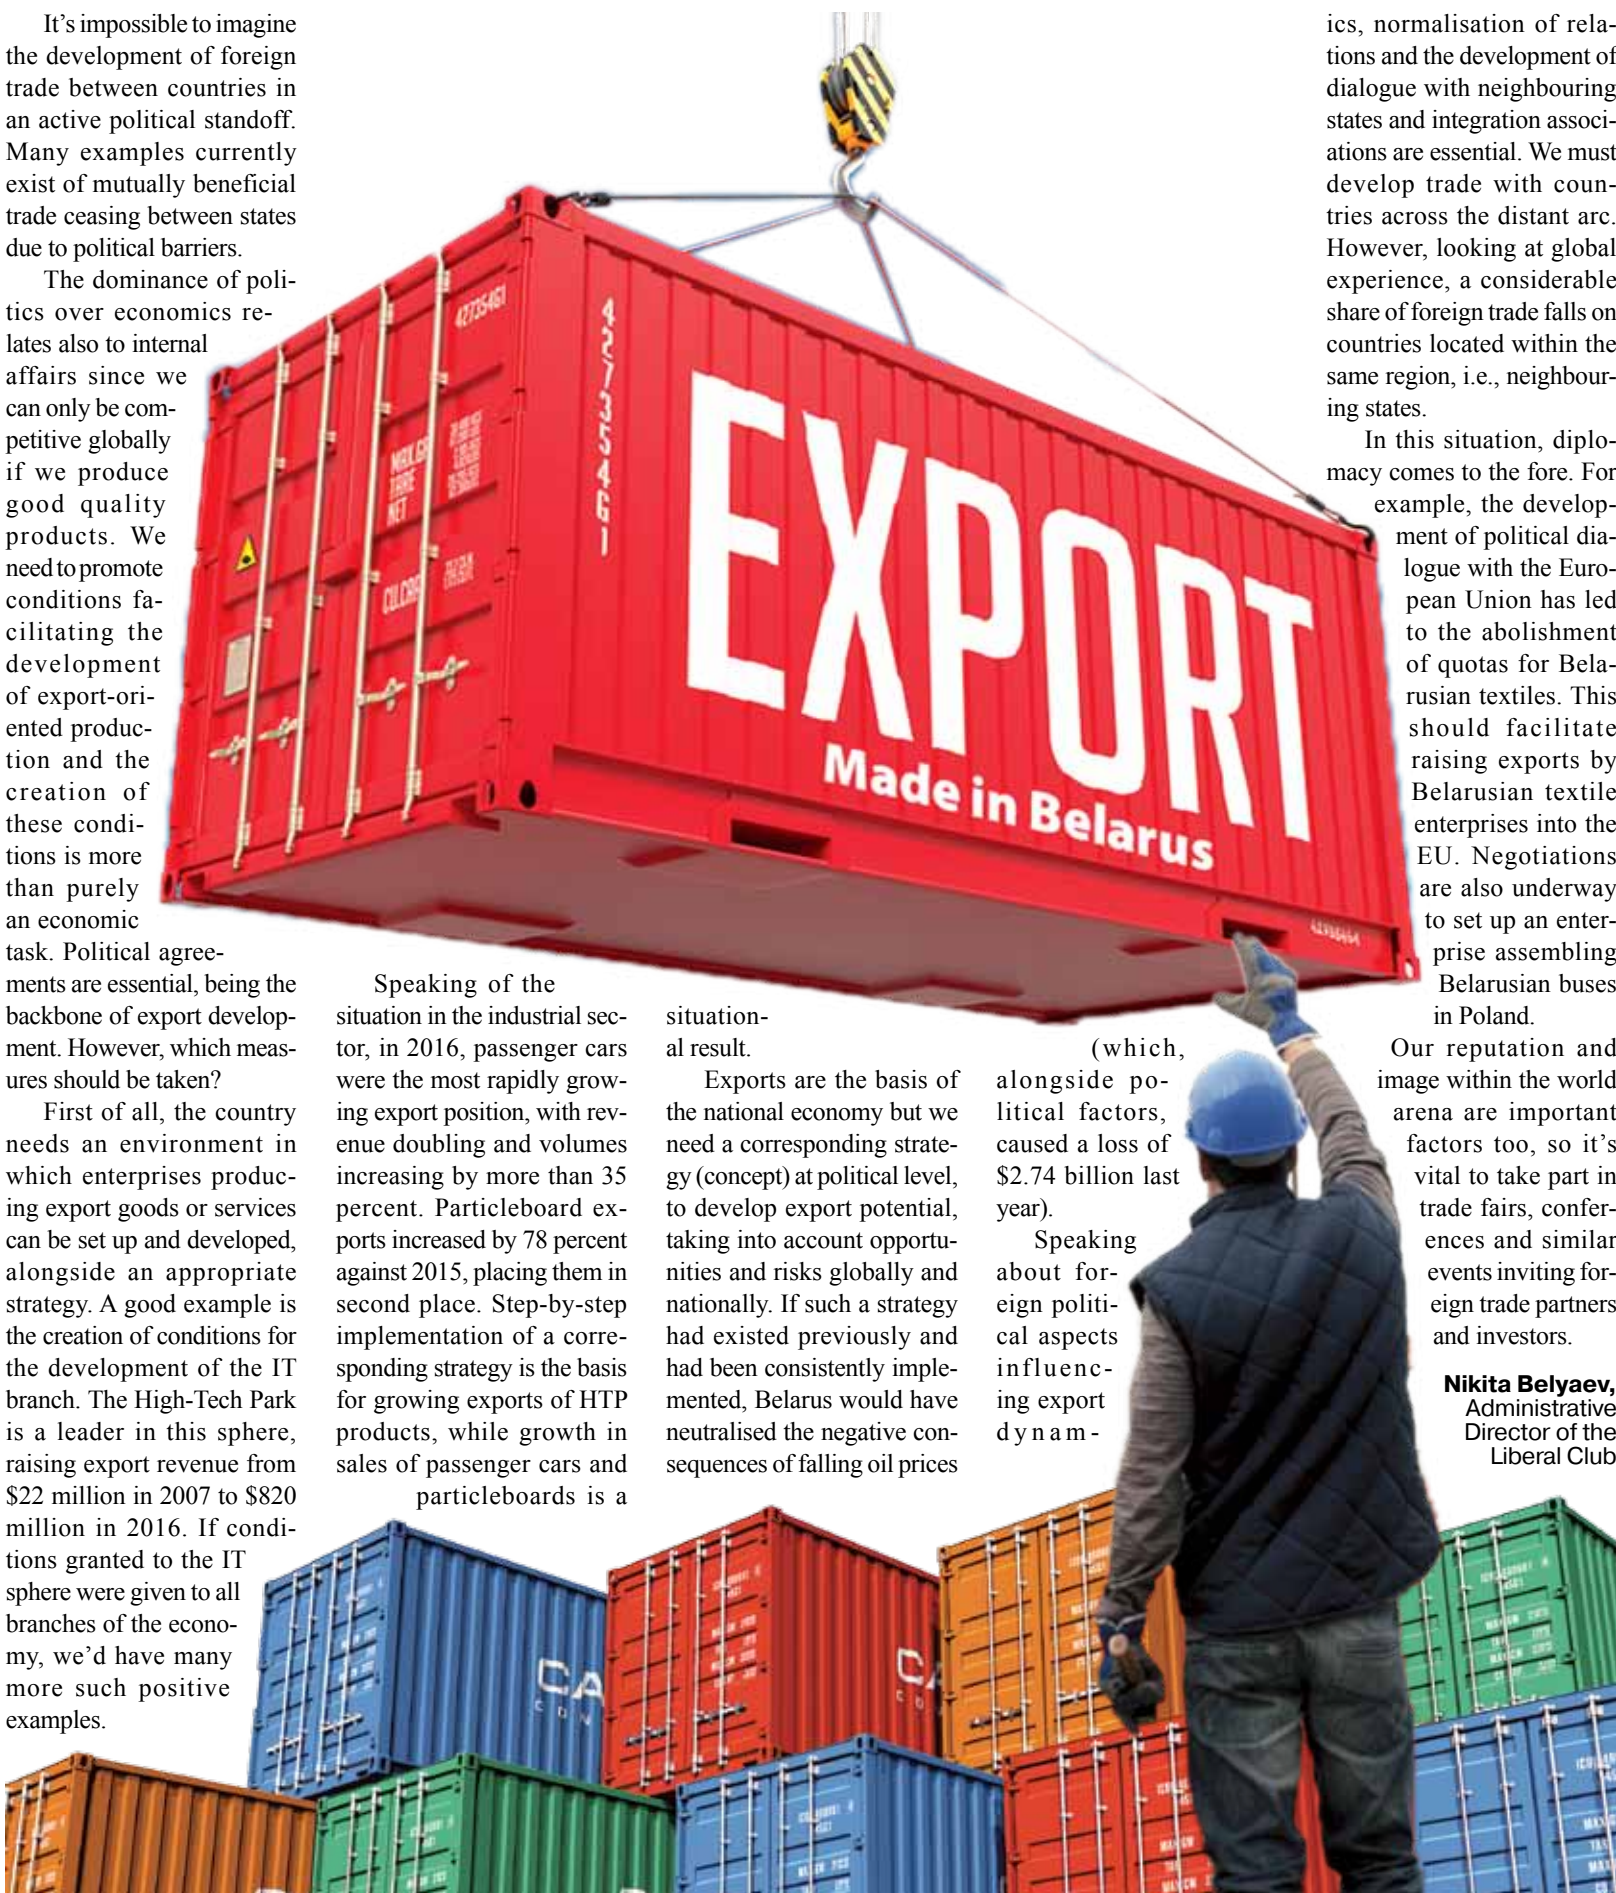 It's impossible to imagine
the development of foreign
trade between countries in
an active political standoff.
Many examples currently
exist of mutually beneficial
trade ceasing between states
due to political barriers.
The dominance of poli-
tics over economics re-
lates also to internal
affairs since we
can only be com-
petitive globally
if we produce
good quality
products. We
need to promote
conditions fa-
cilitating the
development
of export-ori-
ented produc-
tion and the
creation of
these condi-
tions is more
than purely
an economic
task. Political agree-
ments are essential, being the
backbone of export develop-
ment. However, which meas-
ures should be taken?
First of all, the country
needs an environment in
which enterprises produc-
ing export goods or services
can be set up and developed,
alongside an appropriate
strategy. A good example is
the creation of conditions for
the development of the IT
branch. The High-Tech Park
is a leader in this sphere,
raising export revenue from
$22 million in 2007 to $820
million in 2016. If condi-
tions granted to the IT
sphere were given to all
branches of the econo-
my, we'd have many
more such positive
examples.
Speaking of the
situation in the industrial sec-
tor, in 2016, passenger cars
were the most rapidly grow-
ing export position, with rev-
enue doubling and volumes
increasing by more than 35
percent. Particleboard ex-
ports increased by 78 percent
against 2015, placing them in
second place. Step-by-step
implementation of a corre-
sponding strategy is the basis
for growing exports of HTP
products, while growth in
sales of passenger cars and
particleboards is a
situation-
al result.
Exports are the basis of
the national economy but we
need a corresponding strate-
gy (concept) at political level,
to develop export potential,
taking into account opportu-
nities and risks globally and
nationally. If such a strategy
had existed previously and
had been consistently imple-
mented, Belarus would have
neutralised the negative con-
sequences of falling oil prices
(which,
alongside po-
litical factors,
caused a loss of
$2.74 billion last
year).
Speaking
about for-
eign politi-
cal aspects
influenc-
ing export
dynam-
ics, normalisation of rela-
tions and the development of
dialogue with neighbouring
states and integration associ-
ations are essential. We must
develop trade with coun-
tries across the distant arc.
However, looking at global
experience, a considerable
share of foreign trade falls on
countries located within the
same region, i.e., neighbour-
ing states.
In this situation, diplo-
macy comes to the fore. For
example, the develop-
ment of political dia-
logue with the Euro-
pean Union has led
to the abolishment
of quotas for Bela-
rusian textiles. This
should facilitate
raising exports by
Belarusian textile
enterprises into the
EU. Negotiations
are also underway
to set up an enter-
prise assembling
Belarusian buses
in Poland.
Our reputation and
image within the world
arena are important
factors too, so it's
vital to take part in
trade fairs, confer-
ences and similar
events inviting for-
eign trade partners
and investors.
Nikita Belyaev,
Administrative
Director of the
Liberal Club
42735461
42735461
MAX.G
TARE
NET
CU.CAP
EXPORT
Made in Belarus
CA
CON
C
CON